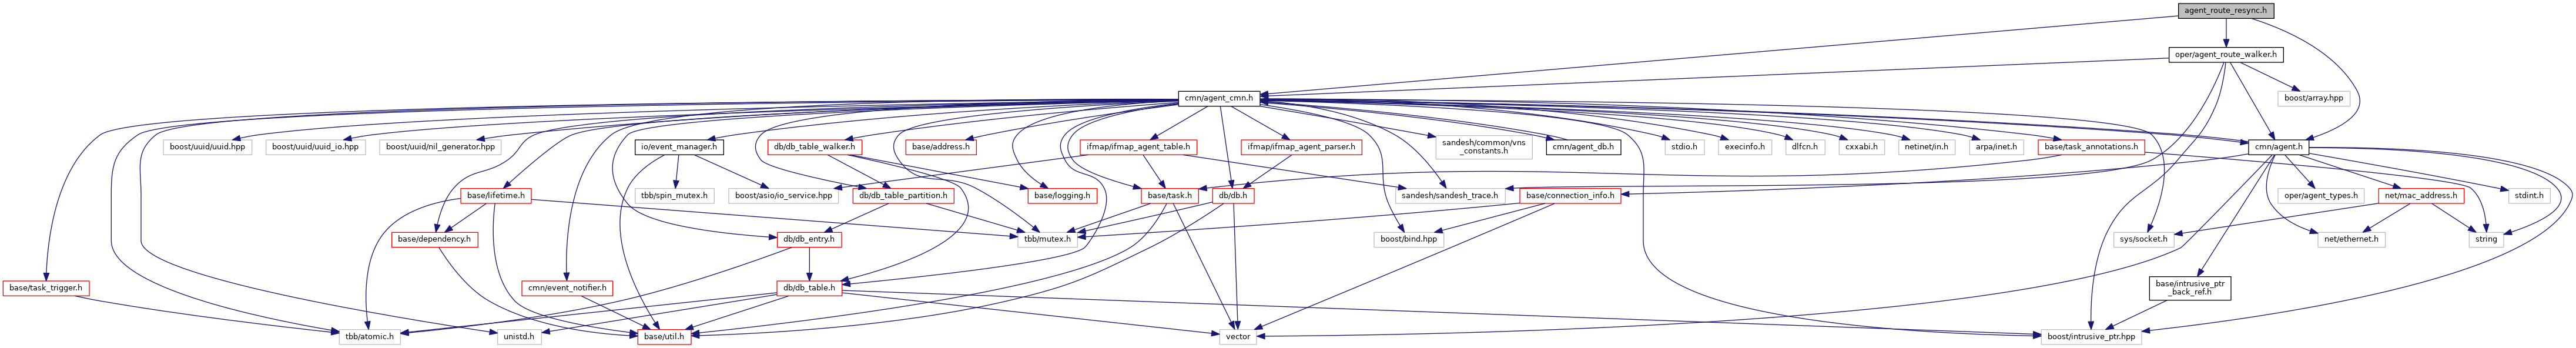 agent_route_resync.h
oper/agent_route_walker.h
cmn/agent_cmn.h
boost/array.hpp
boost/uuid/uuid.hpp
boost/uuid/uuid_io.hpp
boost/uuid/nil_generator.hpp
io/event_manager.h
db/db_table_walker.h
base/address.h
ifmap/ifmap_agent_table.h
ifmap/ifmap_agent_parser.h
sandesh/common/vns
_constants.h
cmn/agent_db.h
stdio.h
execinfo.h
dlfcn.h
cxxabi.h
netinet/in.h
arpa/inet.h
base/task_annotations.h
cmn/agent.h
base/lifetime.h
tbb/spin_mutex.h
boost/asio/io_service.hpp
db/db_table_partition.h
base/logging.h
base/task.h
db/db.h
sandesh/sandesh_trace.h
base/connection_info.h
oper/agent_types.h
net/mac_address.h
stdint.h
base/dependency.h
db/db_entry.h
tbb/mutex.h
boost/bind.hpp
sys/socket.h
net/ethernet.h
string
base/task_trigger.h
cmn/event_notifier.h
db/db_table.h
base/intrusive_ptr
_back_ref.h
tbb/atomic.h
unistd.h
base/util.h
vector
boost/intrusive_ptr.hpp